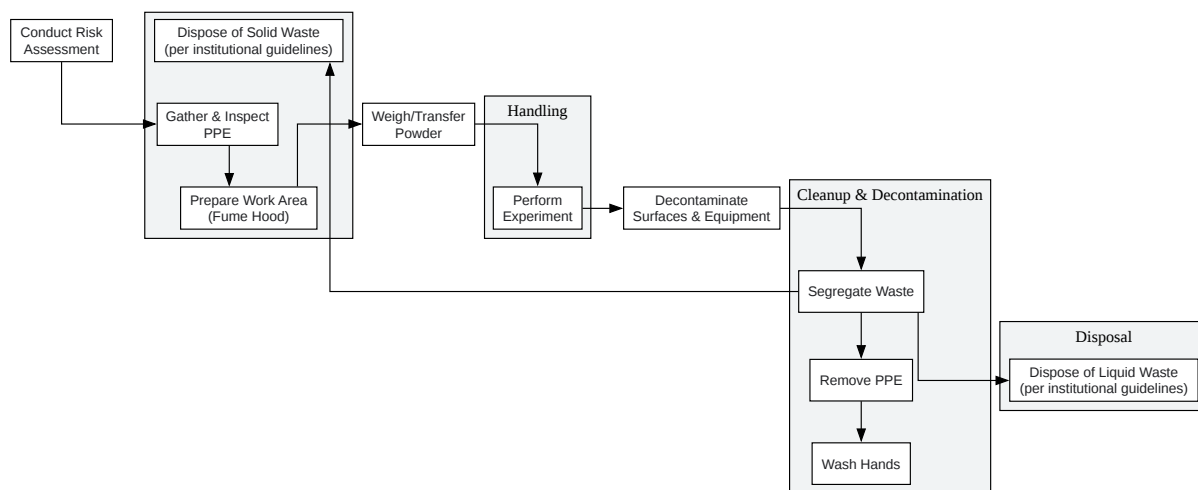 Conduct Risk
Assessment
Dispose of Solid Waste
(per institutional guidelines)
Gather & Inspect
PPE
Prepare Work Area
(Fume Hood)
Weigh/Transfer
Powder
Handling
Perform
Experiment
Decontaminate
Surfaces & Equipment
Cleanup & Decontamination
Segregate Waste
Remove PPE
Wash Hands
Disposal
Dispose of Liquid Waste
(per institutional guidelines)